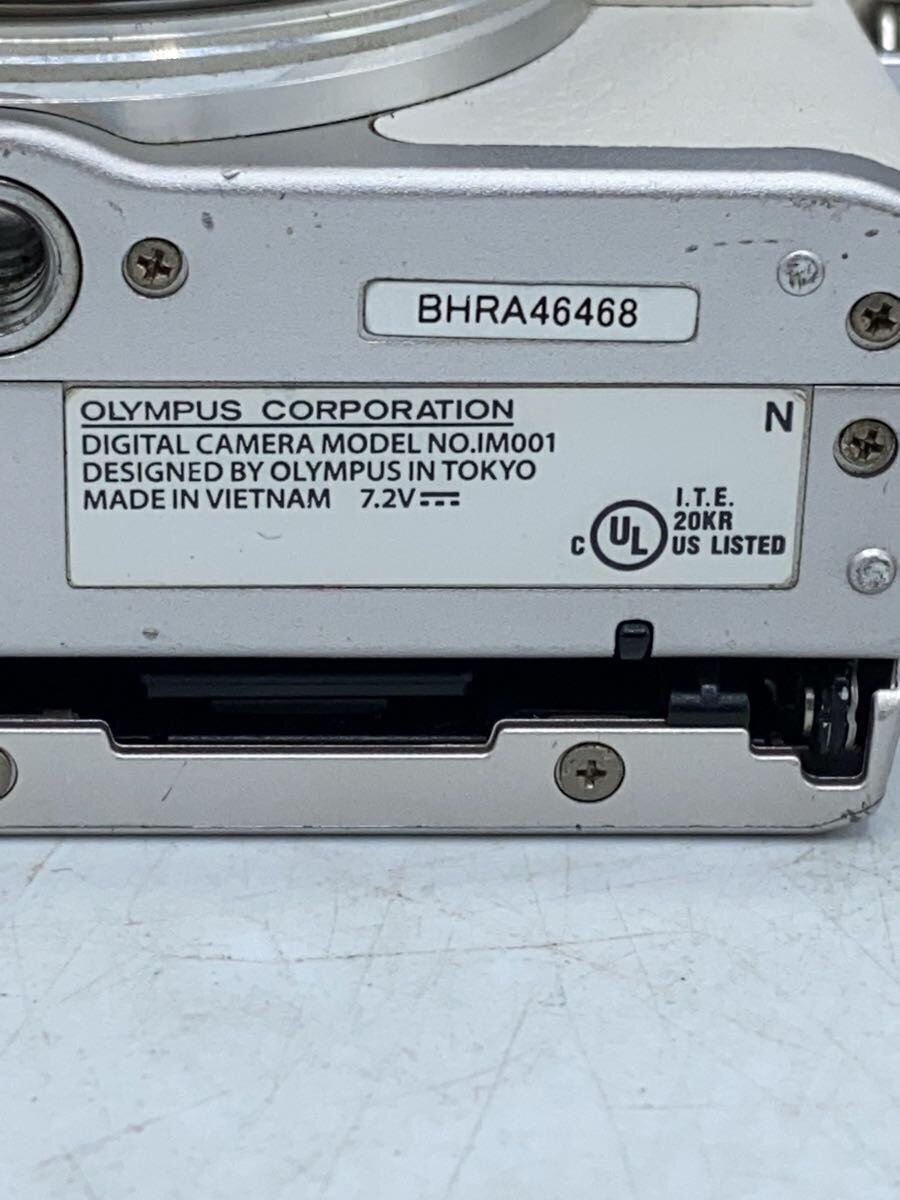 BHRA46468
OLYMPUS CORPORATION
DIGITAL CAMERA MODEL NO.IM001
DESIGNED BY OLYMPUS IN TOKYO
MADE IN VIETNAM 7.2V⎓
N
C UL US LISTED
I.T.E.
20KR